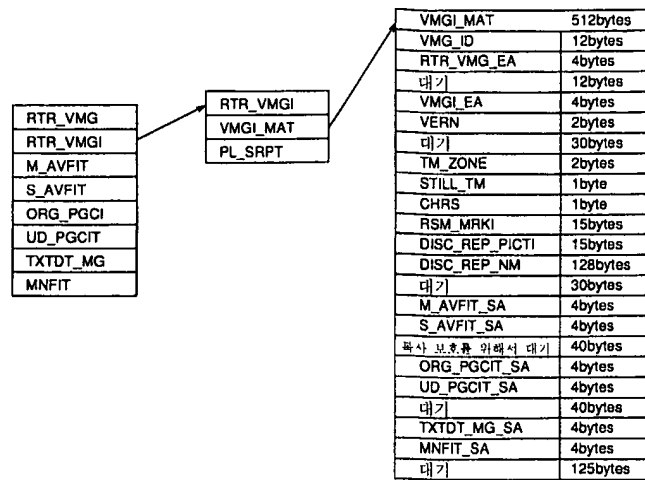 RTR_VMG
RTR_VMGI
M_AVFIT
S_AVFIT
ORG_PGCI
UD_PGCIT
TXTDT_MG
MNFIT
RTR_VMGI
VMGI_MAT
PL_SRPT
VMGI_MAT 512bytes
VMG_ID 12bytes
RTR_VMG_EA 4bytes
대기 12bytes
VMGI_EA 4bytes
VERN 2bytes
대기 30bytes
TM_ZONE 2bytes
STILL_TM 1byte
CHRS 1byte
RSM_MRKI 15bytes
DISC_REP_PICTI 15bytes
DISC_REP_NM 128bytes
대기 30bytes
M_AVFIT_SA 4bytes
S_AVFIT_SA 4bytes
복사 보호를 위해서 대기 40bytes
ORG_PGCIT_SA 4bytes
UD_PGCIT_SA 4bytes
대기 40bytes
TXTDT_MG_SA 4bytes
MNFIT_SA 4bytes
대기 125bytes